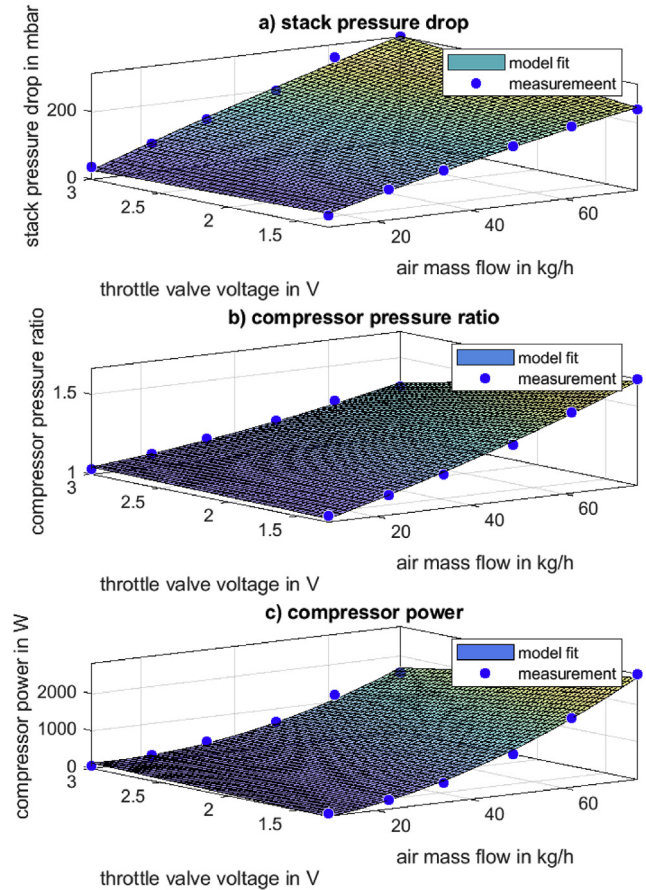 a) stack pressure drop
model fit
measuremeent
stack pressure drop in mbar
200
0
3
2.5
2
1.5
20
40
60
throttle valve voltage in V
air mass flow in kg/h
b) compressor pressure ratio
model fit
measurement
compressor pressure ratio
1.5
1
3
2.5
2
1.5
20
40
60
throttle valve voltage in V
air mass flow in kg/h
c) compressor power
model fit
measurement
compressor power in W
2000
1000
0
3
2.5
2
1.5
20
40
60
throttle valve voltage in V
air mass flow in kg/h